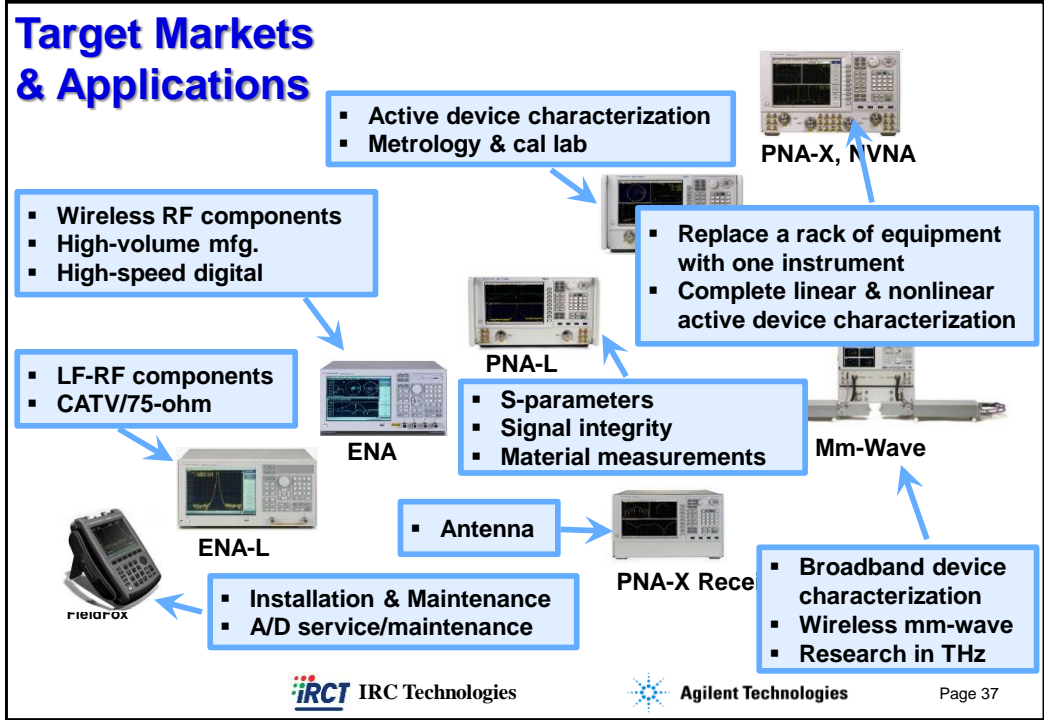 Target Markets
& Applications
▪ Active device characterization
▪ Metrology & cal lab
PNA-X, NVNA
▪ Wireless RF components
▪ High-volume mfg.
▪ High-speed digital
▪ Replace a rack of equipment
with one instrument
▪ Complete linear & nonlinear
active device characterization
PNA-L
▪ LF-RF components
▪ CATV/75-ohm
ENA
▪ S-parameters
▪ Signal integrity
▪ Material measurements
Mm-Wave
ENA-L
▪ Antenna
PNA-X Recei
▪ Broadband device
characterization
▪ Wireless mm-wave
▪ Research in THz
FieldFox
▪ Installation & Maintenance
▪ A/D service/maintenance
iRCT IRC Technologies
Agilent Technologies
Page 37